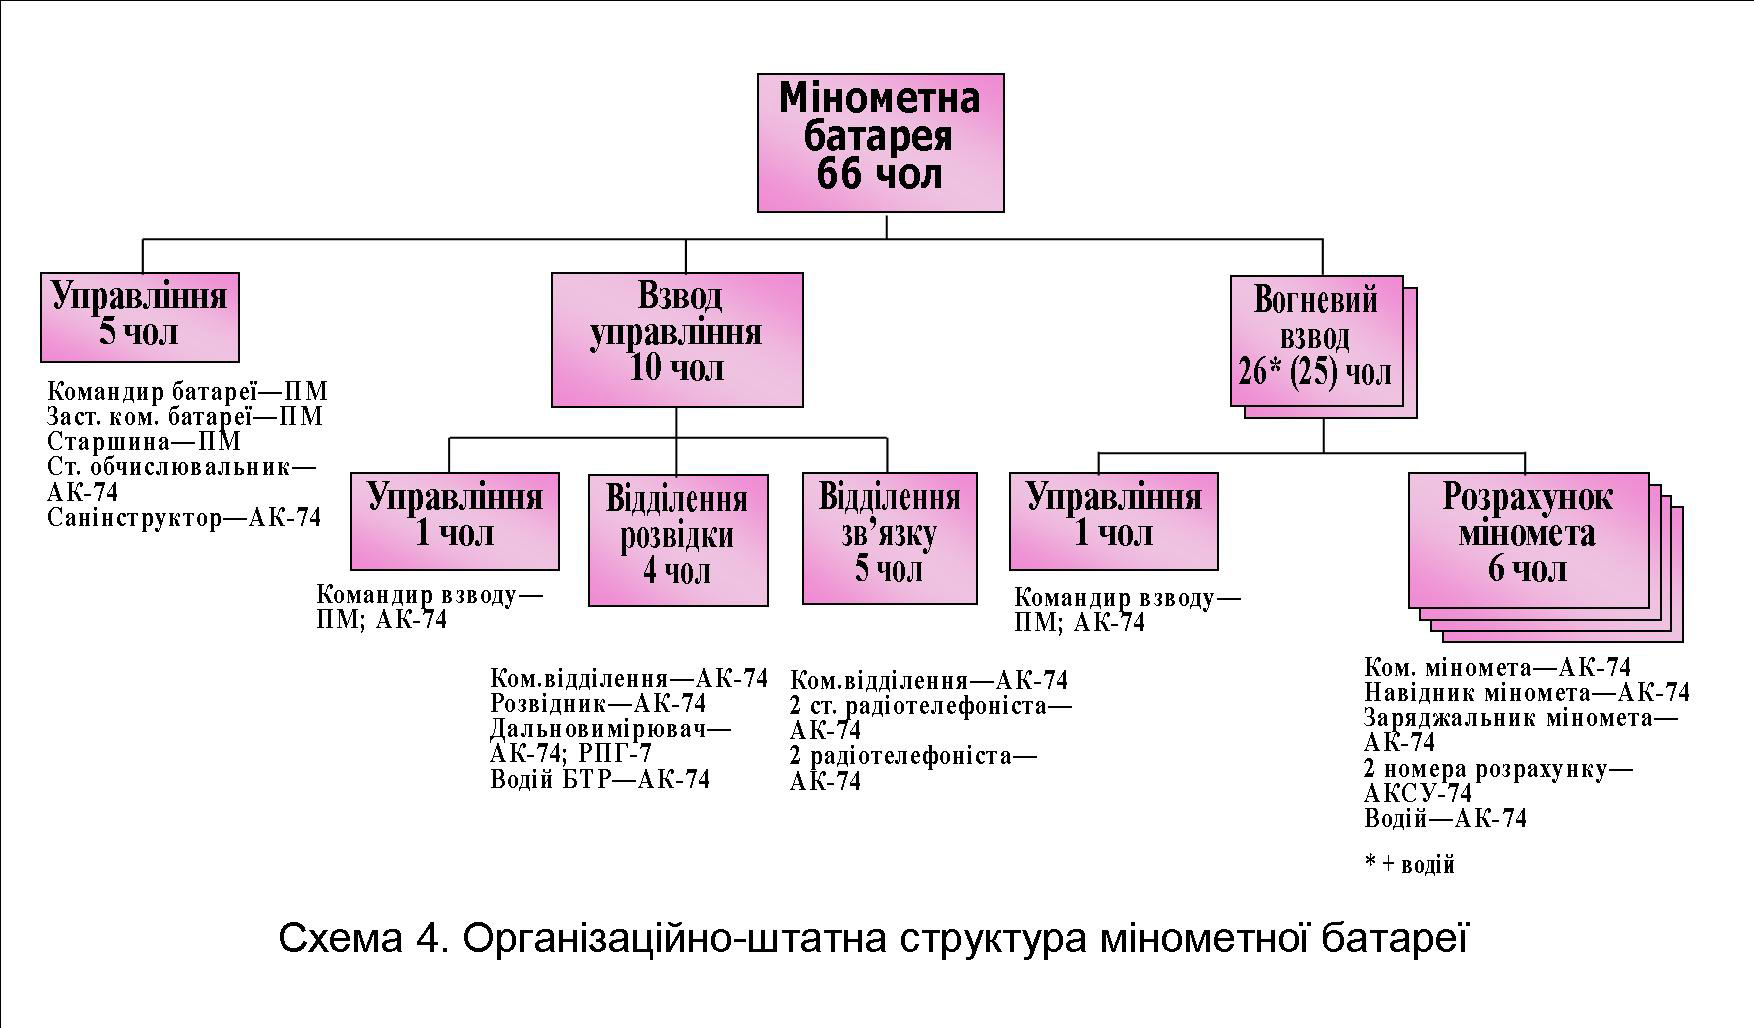 Мінометна
батарея
66 чол
Управління
5 чол
Командир батареї—ПМ
Заст. ком. батареї—ПМ
Старшина—ПМ
Ст. обчислювальник—
АК-74
Санінструктор—АК-74
Взвод
управління
10 чол
Вогневий
взвод
26* (25) чол
Управління
1 чол
Командир взводу—
ПМ; АК-74
Відділення
розвідки
4 чол
Ком.відділення—АК-74
Розвідник—АК-74
Дальновимірювач—
АК-74; РПГ-7
Водій БТР—АК-74
Відділення
зв’язку
5 чол
Ком.відділення—АК-74
2 ст. радіотелефоніста—
АК-74
2 радіотелефоніста—
АК-74
Управління
1 чол
Командир взводу—
ПМ; АК-74
Розрахунок
міномета
6 чол
Ком. міномета—АК-74
Навідник міномета—АК-74
Заряджальник міномета—
АК-74
2 номера розрахунку—
АКСУ-74
Водій—АК-74
* + водій
Схема 4. Організаційно-штатна структура мінометної батареї